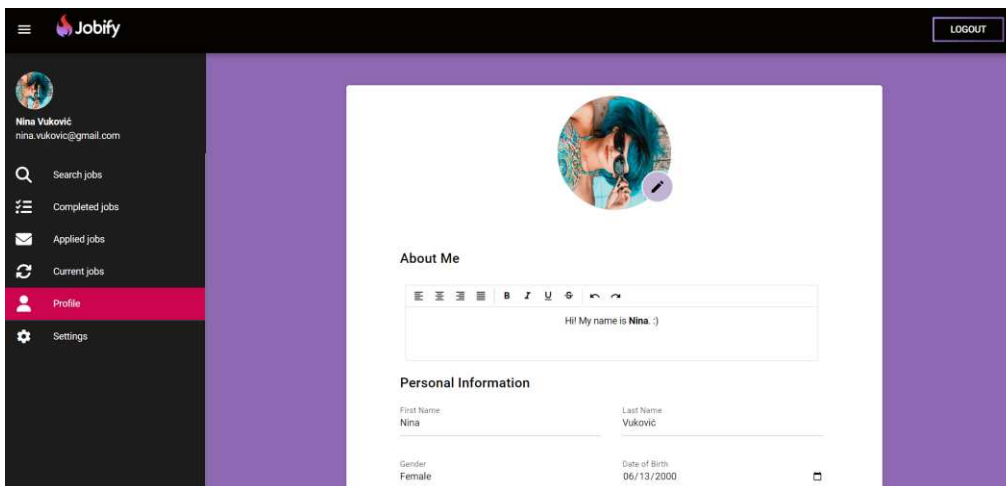 Jobify
LOGOUT
Nina Vuković
nina.vukovic@gmail.com
Search jobs
Completed jobs
Applied jobs
Current jobs
Profile
Settings
About Me
B I U S
Hi! My name is Nina. :)
Personal Information
First Name
Nina
Last Name
Vuković
Gender
Female
Date of Birth
06/13/2000